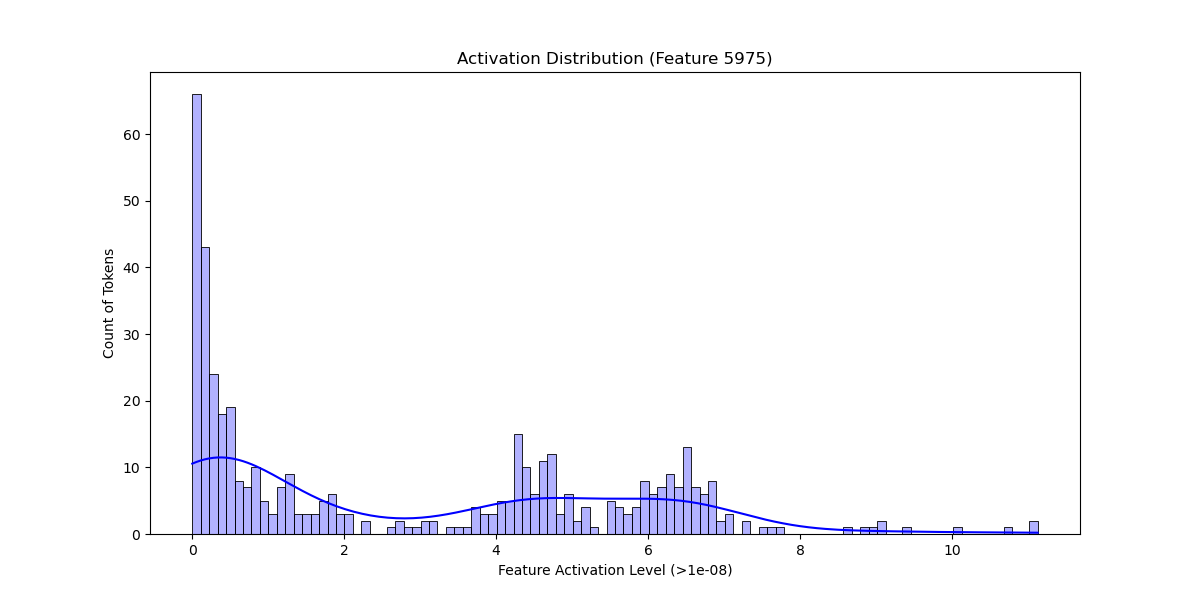 Activation Distribution (Feature 5975)
Count of Tokens
60
50
40
30
20
10
0
0 2 4 6 8 10
Feature Activation Level (>1e-08)